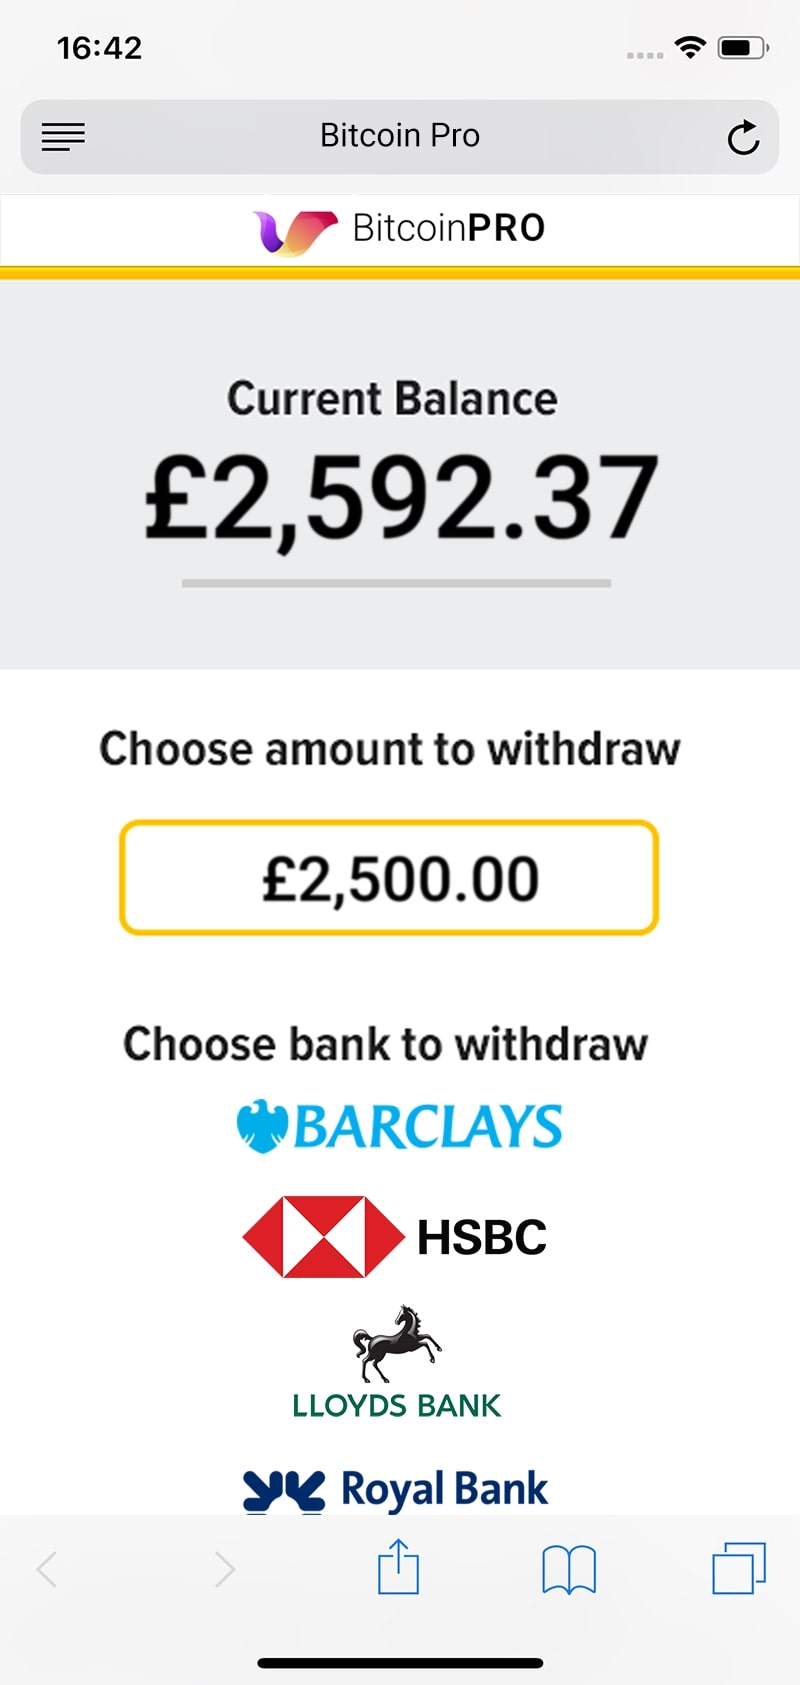 16:42
Bitcoin Pro
BitcoinPRO
Current Balance
£2,592.37
Choose amount to withdraw
£2,500.00
Choose bank to withdraw
BARCLAYS
HSBC
LLOYDS BANK
Royal Bank